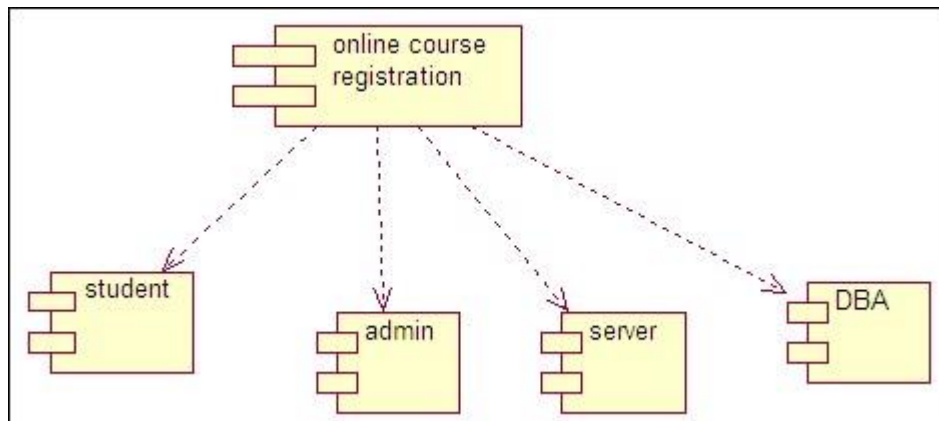 online course
registration
student
admin
server
DBA